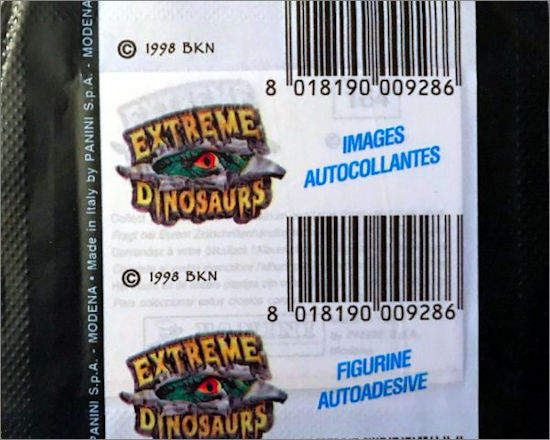 © 1998 BKN
8 018190 009286
EXTREME
DINOSAURS
IMAGES
AUTOCOLLANTES
© 1998 BKN
8 018190 009286
EXTREME
DINOSAURS
FIGURINE
AUTOADESIVE
PANINI S.p.A. - MODENA • Made in Italy by PANINI S.p.A. - MODENA